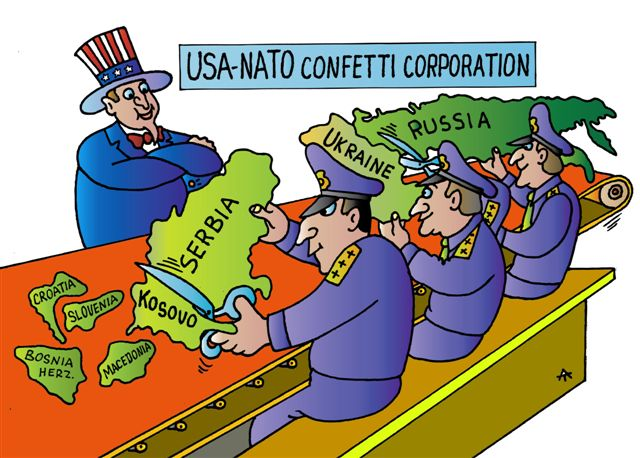 USA-NATO CONFETTI CORPORATION
RUSSIA
UKRAINE
SERBIA
KOSOVO
CROATIA
SLOVENIA
BOSNIA
HERZ.
MACEDONIA